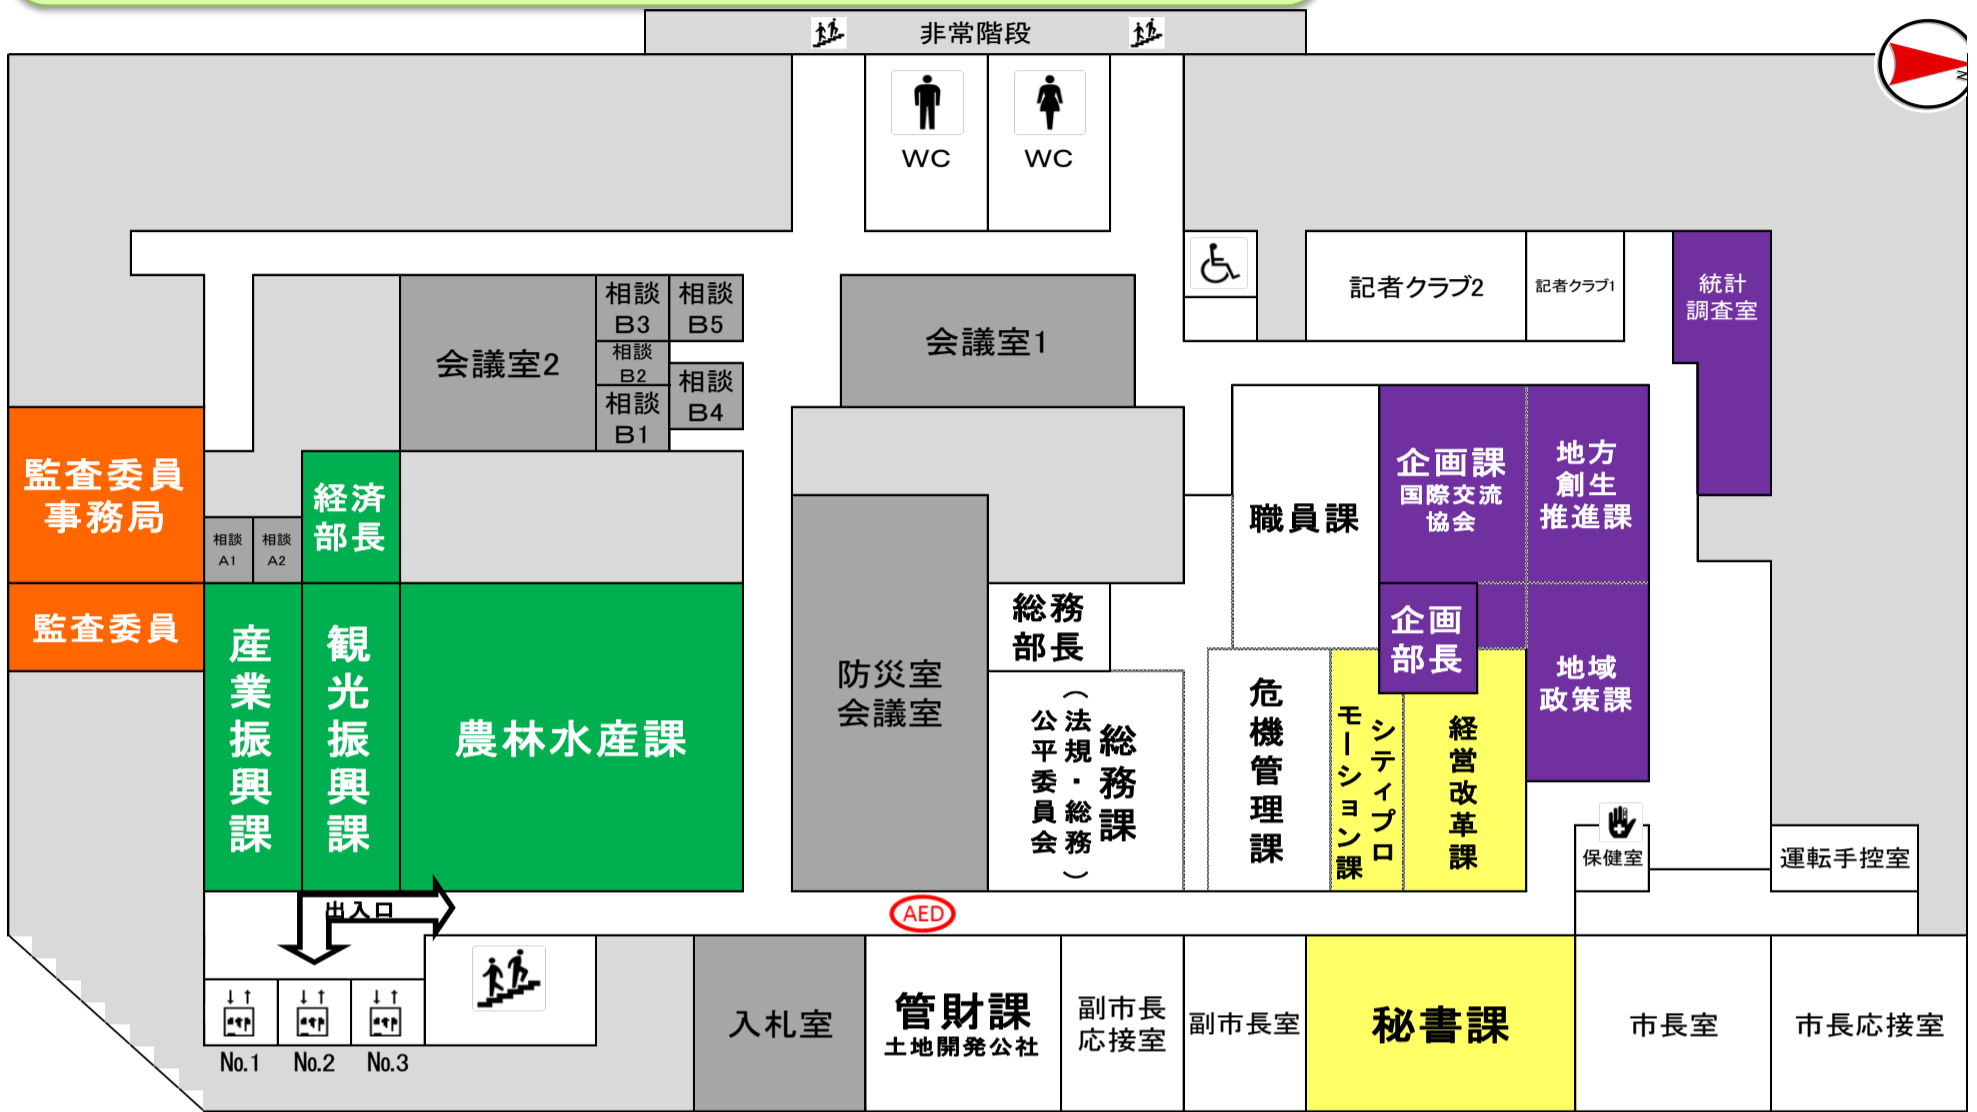 非常階段
N
WC
WC
記者クラブ2
記者クラブ1
統計
調査室
会議室2
相談
B3
相談
B5
相談
B2
相談
B4
相談
B1
会議室1
監査委員
事務局
監査委員
相談
A1
相談
A2
経済
部長
産業振興課
観光振興課
農林水産課
防災室
会議室
総務
部長
総務課
（法規・総務）
公平委員会
職員課
企画課
国際交流
協会
地方
創生
推進課
企画
部長
地域
政策課
危機管理課
シティプロ
モーション課
経営改革課
保健室
運転手控室
出入口
AED
No.1
No.2
No.3
入札室
管財課
土地開発公社
副市長
応接室
副市長室
秘書課
市長室
市長応接室